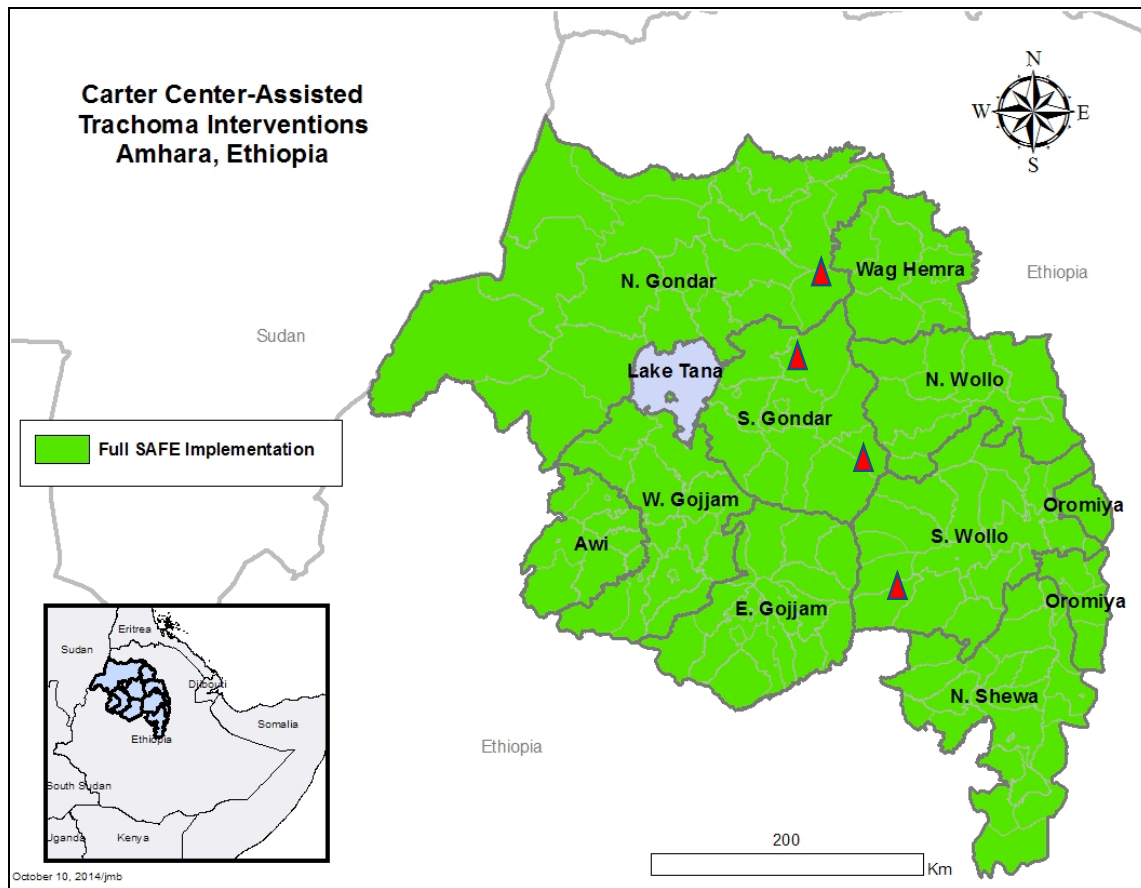 Carter Center-Assisted
Trachoma Interventions
Amhara, Ethiopia
N
W
E
S
Wag Hemra
Ethiopia
N. Gondar
Sudan
Lake Tana
N. Wollo
S. Gondar
Full SAFE Implementation
W. Gojjam
Oromiya
S. Wollo
Awi
Oromiya
E. Gojjam
N. Shewa
Ethiopia
Eritrea
Sudan
Djibouti
Somalia
Ethiopia
South Sudan
Uganda
Kenya
200
Km
October 10, 2014/jmb